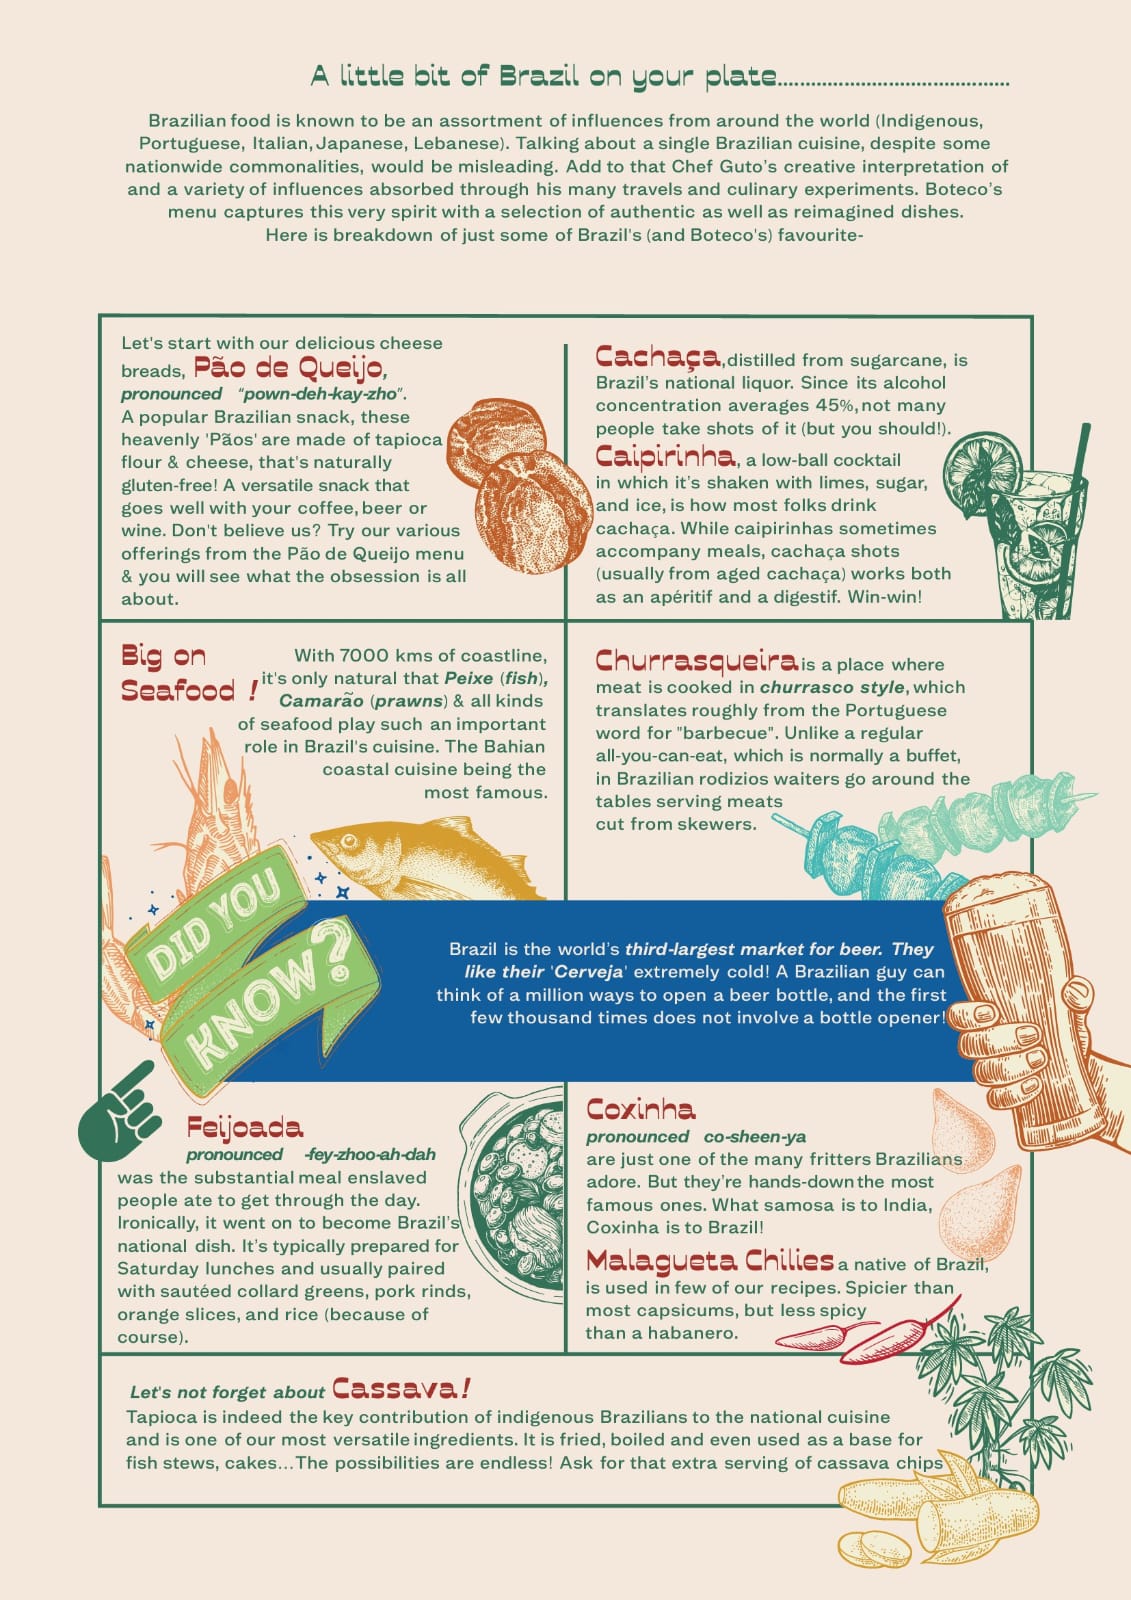 A little bit of Brazil on your plate..........................................
Brazilian food is known to be an assortment of influences from around the world (Indigenous,
Portuguese, Italian, Japanese, Lebanese). Talking about a single Brazilian cuisine, despite some
nationwide commonalities, would be misleading. Add to that Chef Guto's creative interpretation of
and a variety of influences absorbed through his many travels and culinary experiments. Boteco's
menu captures this very spirit with a selection of authentic as well as reimagined dishes.
Here is breakdown of just some of Brazil's (and Boteco's) favourite-
Let's start with our delicious cheese
breads, Pão de Queijo,
pronounced "pown-deh-kay-zho".
A popular Brazilian snack, these
heavenly 'Pãos' are made of tapioca
flour & cheese, that's naturally
gluten-free! A versatile snack that
goes well with your coffee, beer or
wine. Don't believe us? Try our various
offerings from the Pão de Queijo menu
& you will see what the obsession is all
about.
Cachaça, distilled from sugarcane, is
Brazil's national liquor. Since its alcohol
concentration averages 45%, not many
people take shots of it (but you should!).
Caipirinha, a low-ball cocktail
in which it's shaken with limes, sugar,
and ice, is how most folks drink
cachaça. While caipirinhas sometimes
accompany meals, cachaça shots
(usually from aged cachaça) works both
as an apéritif and a digestif. Win-win!
Big on
Seafood !
With 7000 kms of coastline,
it's only natural that Peixe (fish),
Camarão (prawns) & all kinds
of seafood play such an important
role in Brazil's cuisine. The Bahian
coastal cuisine being the
most famous.
Churrasqueira is a place where
meat is cooked in churrasco style, which
translates roughly from the Portuguese
word for "barbecue". Unlike a regular
all-you-can-eat, which is normally a buffet,
in Brazilian rodizios waiters go around the
tables serving meats
cut from skewers.
DID YOU
KNOW?
Brazil is the world's third-largest market for beer. They
like their 'Cerveja' extremely cold! A Brazilian guy can
think of a million ways to open a beer bottle, and the first
few thousand times does not involve a bottle opener!
Feijoada
pronounced -fey-zhoo-ah-dah
was the substantial meal enslaved
people ate to get through the day.
Ironically, it went on to become Brazil's
national dish. It's typically prepared for
Saturday lunches and usually paired
with sautéed collard greens, pork rinds,
orange slices, and rice (because of
course).
Coxinha
pronounced co-sheen-ya
are just one of the many fritters Brazilians
adore. But they're hands-down the most
famous ones. What samosa is to India,
Coxinha is to Brazil!
Malagueta Chilies a native of Brazil,
is used in few of our recipes. Spicier than
most capsicums, but less spicy
than a habanero.
Let's not forget about Cassava!
Tapioca is indeed the key contribution of indigenous Brazilians to the national cuisine
and is one of our most versatile ingredients. It is fried, boiled and even used as a base for
fish stews, cakes...The possibilities are endless! Ask for that extra serving of cassava chips